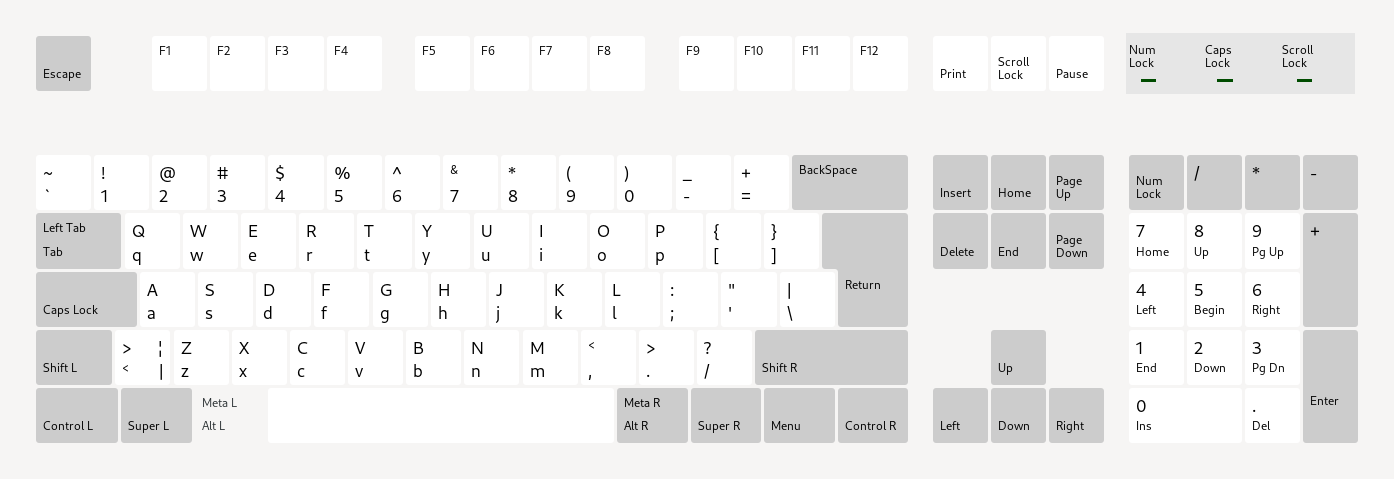 Escape F1 F2 F3 F4 F5 F6 F7 F8 F9 F10 F11 F12 Print Scroll Lock Pause Num Lock Caps Lock Scroll Lock
~ ! @ # $ % ^ & * ( ) _ + BackSpace
` 1 2 3 4 5 6 7 8 9 0 - =
Insert Home Page Up Num Lock / * -
Left Tab Q W E R T Y U I O P { }
Tab q w e r t y u i o p [ ]
Delete End Page Down
7 8 9 +
Home Up Pg Up
Caps Lock A S D F G H J K L : " | Return
a s d f g h j k l ; ' \
4 5 6
Left Begin Right
Shift L > ¦ Z X C V B N M < > ? Shift R
< | z x c v b n m , . /
Up
1 2 3
End Down Pg Dn
Enter
Control L Super L Meta L Meta R Super R Menu Control R
Alt L Alt R
Left Down Right
0 .
Ins Del